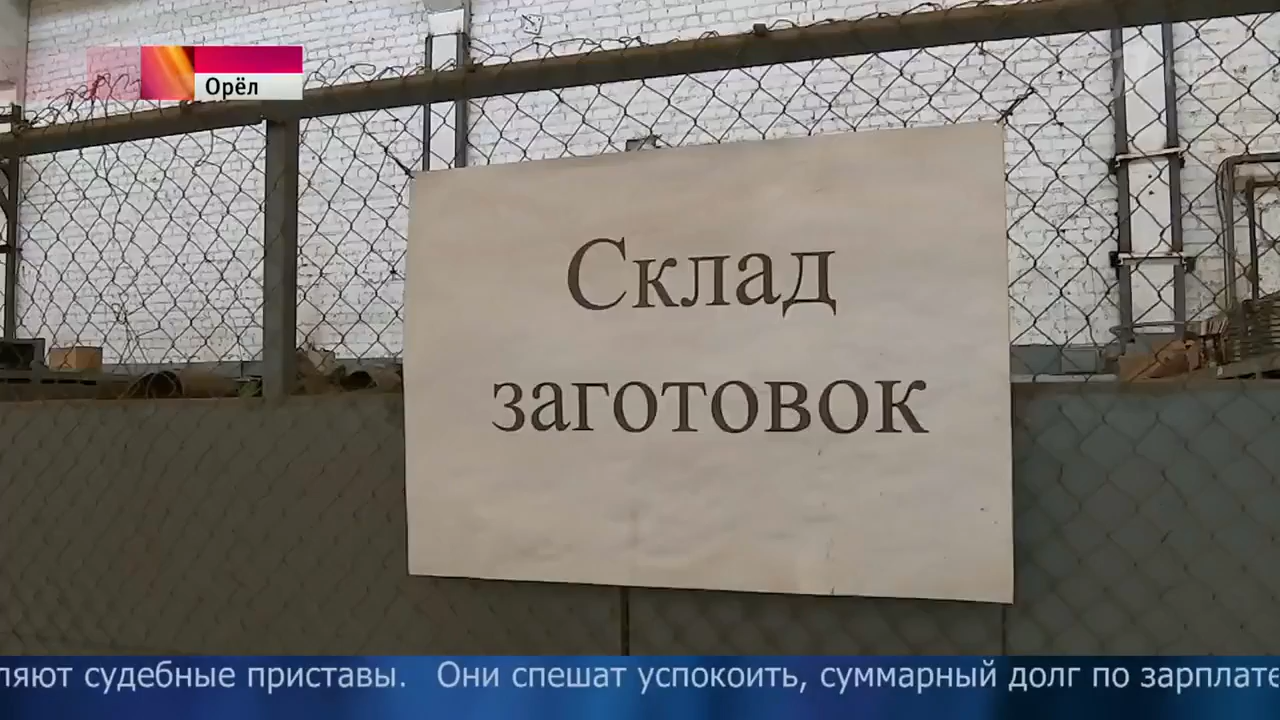 Орёл
Склад
заготовок
ляют судебные приставы. Они спешат успокоить, суммарный долг по зарплате